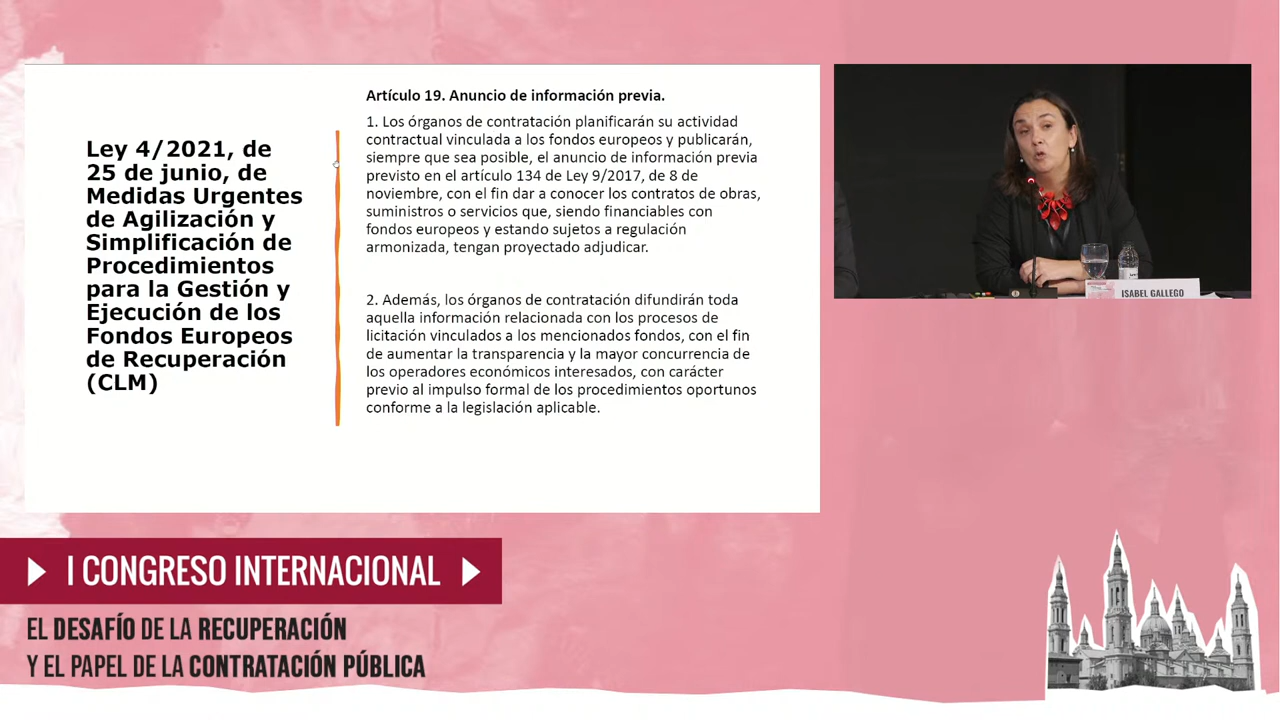 Ley 4/2021, de
25 de junio, de
Medidas Urgentes
de Agilización y
Simplificación de
Procedimientos
para la Gestión y
Ejecución de los
Fondos Europeos
de Recuperación
(CLM)
Artículo 19. Anuncio de información previa.
1. Los órganos de contratación planificarán su actividad
contractual vinculada a los fondos europeos y publicarán,
siempre que sea posible, el anuncio de información previa
previsto en el artículo 134 de Ley 9/2017, de 8 de
noviembre, con el fin dar a conocer los contratos de obras,
suministros o servicios que, siendo financiables con
fondos europeos y estando sujetos a regulación
armonizada, tengan proyectado adjudicar.
2. Además, los órganos de contratación difundirán toda
aquella información relacionada con los procesos de
licitación vinculados a los mencionados fondos, con el fin
de aumentar la transparencia y la mayor concurrencia de
los operadores económicos interesados, con carácter
previo al impulso formal de los procedimientos oportunos
conforme a la legislación aplicable.
ISABEL GALLEGO
I CONGRESO INTERNACIONAL
EL DESAFÍO DE LA RECUPERACIÓN
Y EL PAPEL DE LA CONTRATACIÓN PÚBLICA